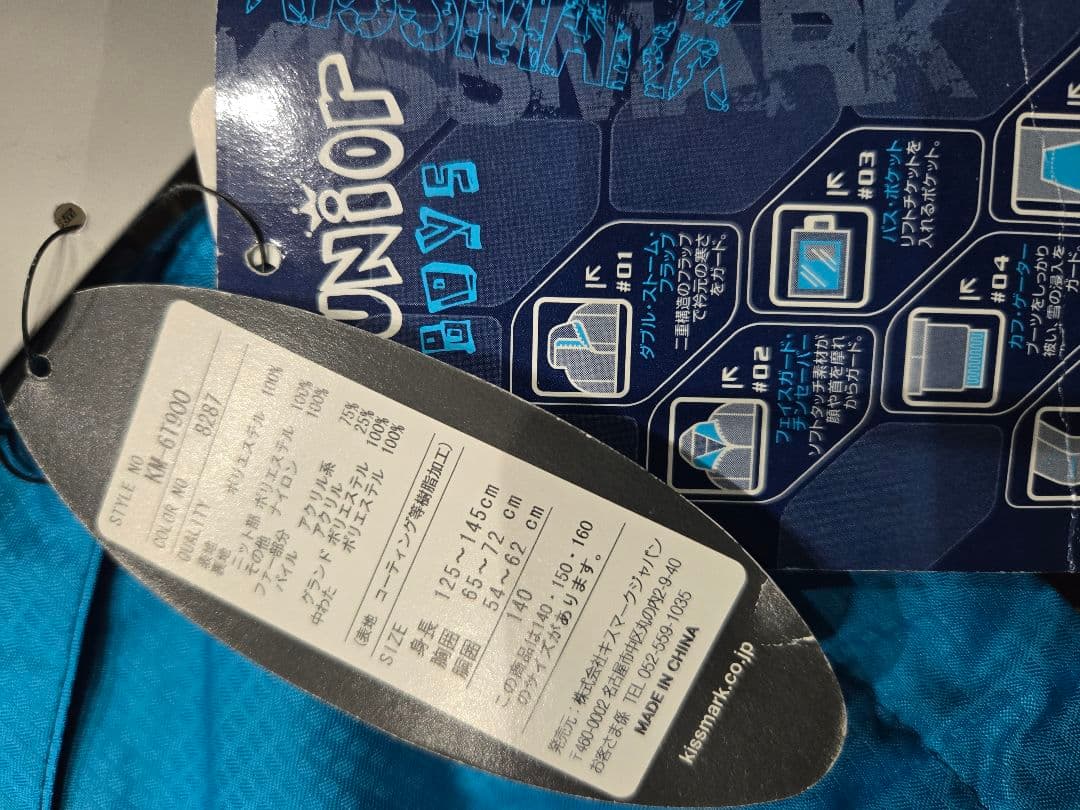 KISSMARK
JUNIOR
BOYS
#01
ダブル・ストーム・
フラップ
二重構造のフラップ
で衿元の寒さ
をガード。
#02
フェイスガード・
チンセーバー
ソフトタッチ素材が
顔や首を摩れ
からガード。
#03
パス・ポケット
リフトチケットを
入れるポケット。
#04
カフ・ゲーター
ブーツをしっかり
被い、雪の浸入を
ガード。
STYLE NO
KM-6T900
COLOR NO
8287
QUALITY
表地 ポリエステル 100%
裏地
ニット部 ポリエステル 100%
その他 ナイロン 100%
ファー部分
パイル アクリル系 75%
アクリル 25%
グランド ポリエステル 100%
中わた ポリエステル 100%
(表地 コーティング等樹脂加工)
SIZE
身長 125～145cm
胸囲 65～72 cm
胴囲 54～62 cm
140
この商品は140・150・160
のサイズがあります。
発売元：株式会社キスマークジャパン
〒460-0002 名古屋市中区丸の内2-9-40
お客さま係 TEL 052-559-1035
MADE IN CHINA
kissmark.co.jp